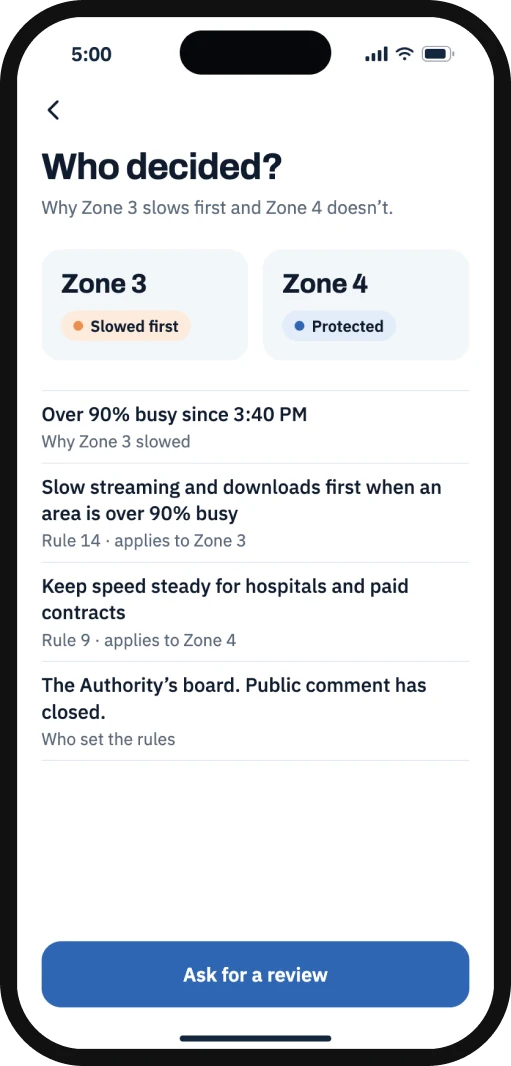 5:00
Who decided?
Why Zone 3 slows first and Zone 4 doesn’t.
Zone 3
Slowed first
Zone 4
Protected
Over 90% busy since 3:40 PM
Why Zone 3 slowed
Slow streaming and downloads first when an
area is over 90% busy
Rule 14 · applies to Zone 3
Keep speed steady for hospitals and paid
contracts
Rule 9 · applies to Zone 4
The Authority’s board. Public comment has
closed.
Who set the rules
Ask for a review